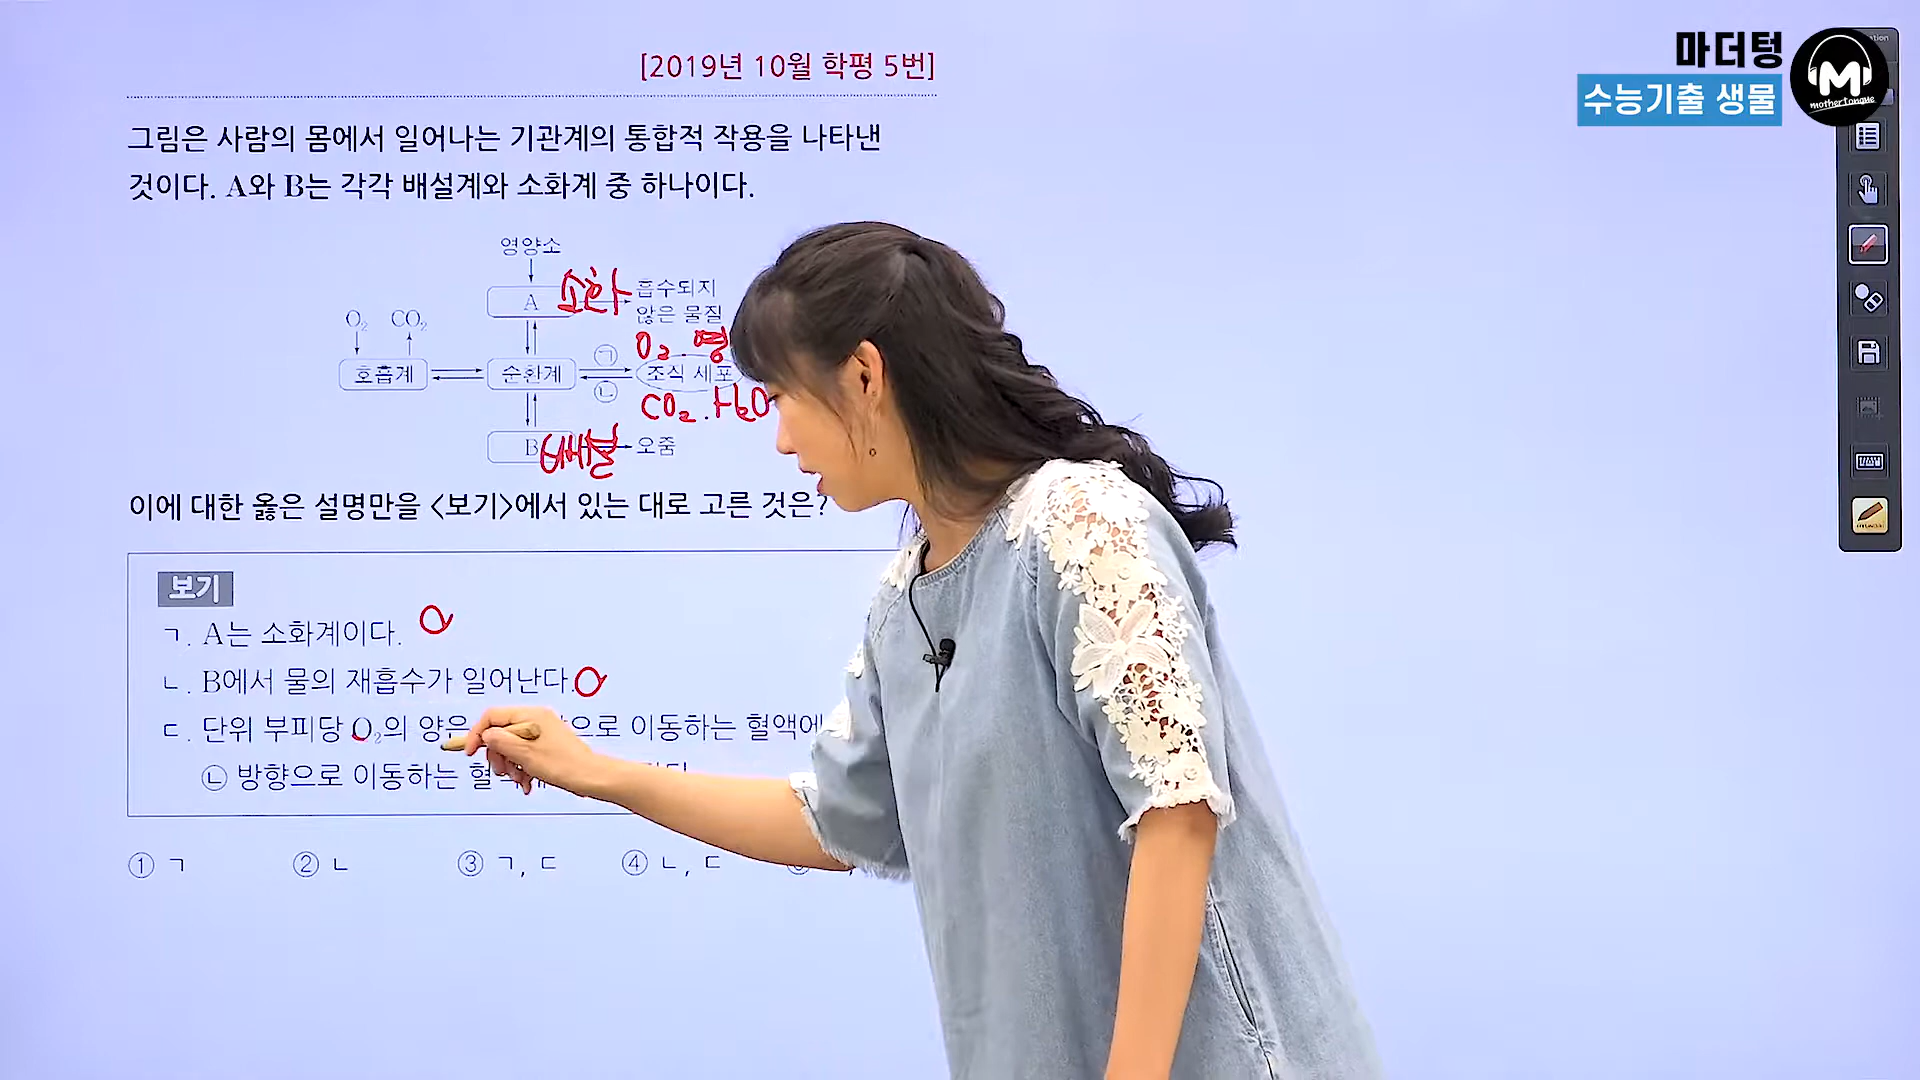 [2019년 10월 학평 5번]
마더텅
수능기출 생물
mothertongue
그림은 사람의 몸에서 일어나는 기관계의 통합적 작용을 나타낸
것이다. A와 B는 각각 배설계와 소화계 중 하나이다.
영양소
A 소화
흡수되지
않은 물질
O₂ CO₂
O₂ . 영
호흡계 순환계 ㉠ 조직 세포
㉡
CO₂ . H₂O
B 배설 오줌
이에 대한 옳은 설명만을 <보기>에서 있는 대로 고른 것은?
보기
ㄱ. A는 소화계이다.
ㄴ. B에서 물의 재흡수가 일어난다.
ㄷ. 단위 부피당 O₂의 양은 으로 이동하는 혈액에
㉡ 방향으로 이동하는
① ㄱ ② ㄴ ③ ㄱ, ㄷ ④ ㄴ, ㄷ